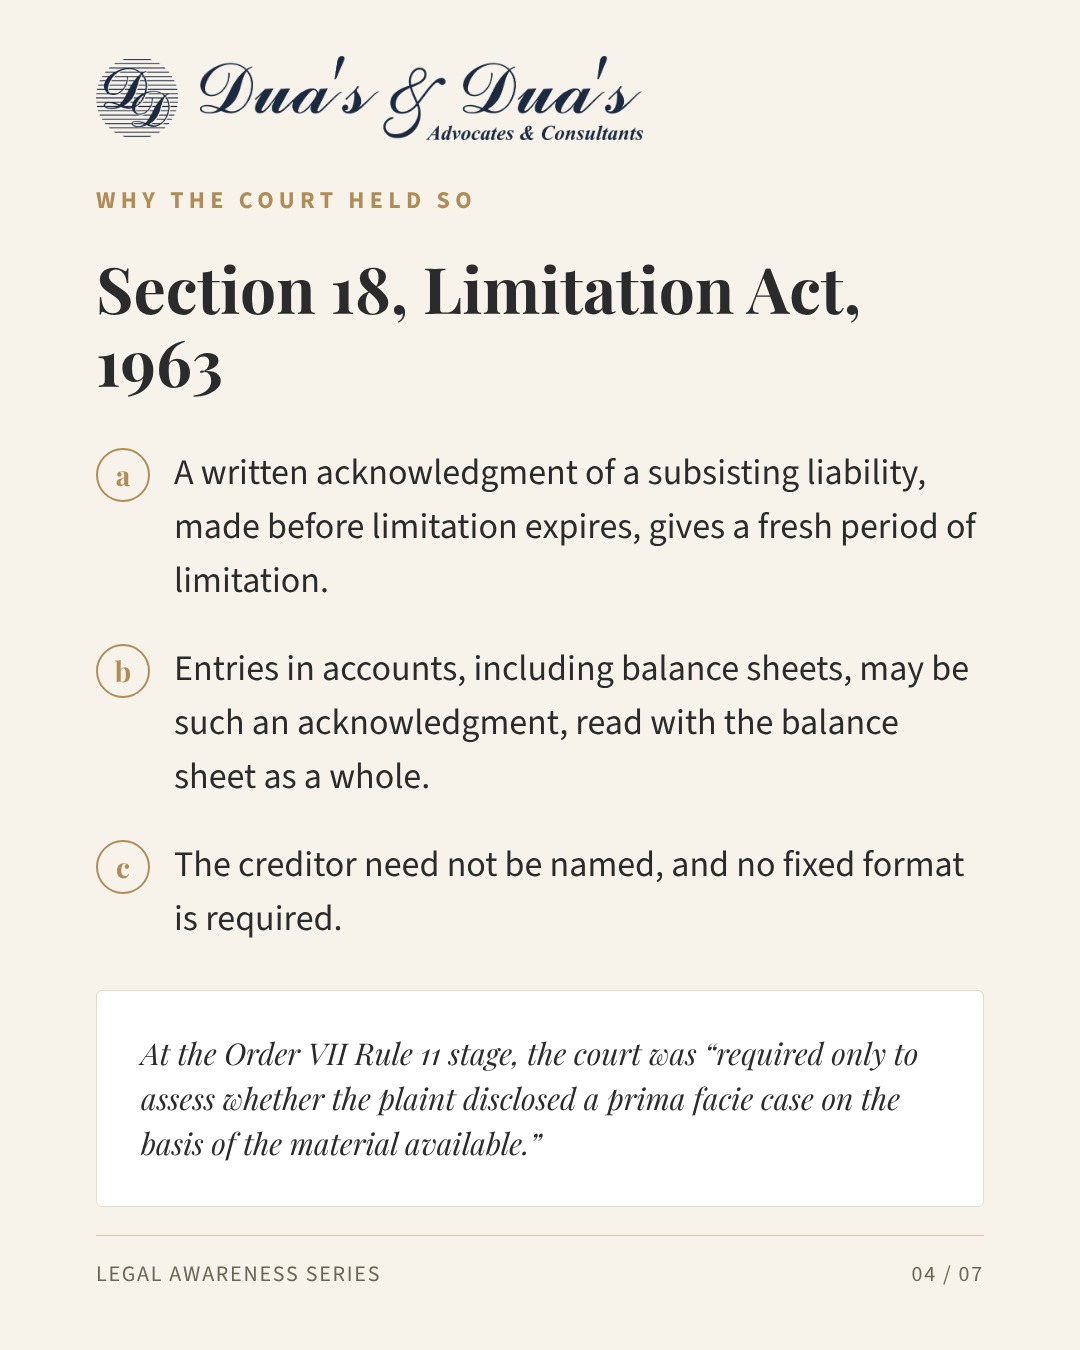 DD Dua's & Dua's
Advocates & Consultants
WHY THE COURT HELD SO
Section 18, Limitation Act,
1963
a A written acknowledgment of a subsisting liability,
made before limitation expires, gives a fresh period of
limitation.
b Entries in accounts, including balance sheets, may be
such an acknowledgment, read with the balance
sheet as a whole.
c The creditor need not be named, and no fixed format
is required.
At the Order VII Rule 11 stage, the court was “required only to
assess whether the plaint disclosed a prima facie case on the
basis of the material available.”
LEGAL AWARENESS SERIES 04 / 07